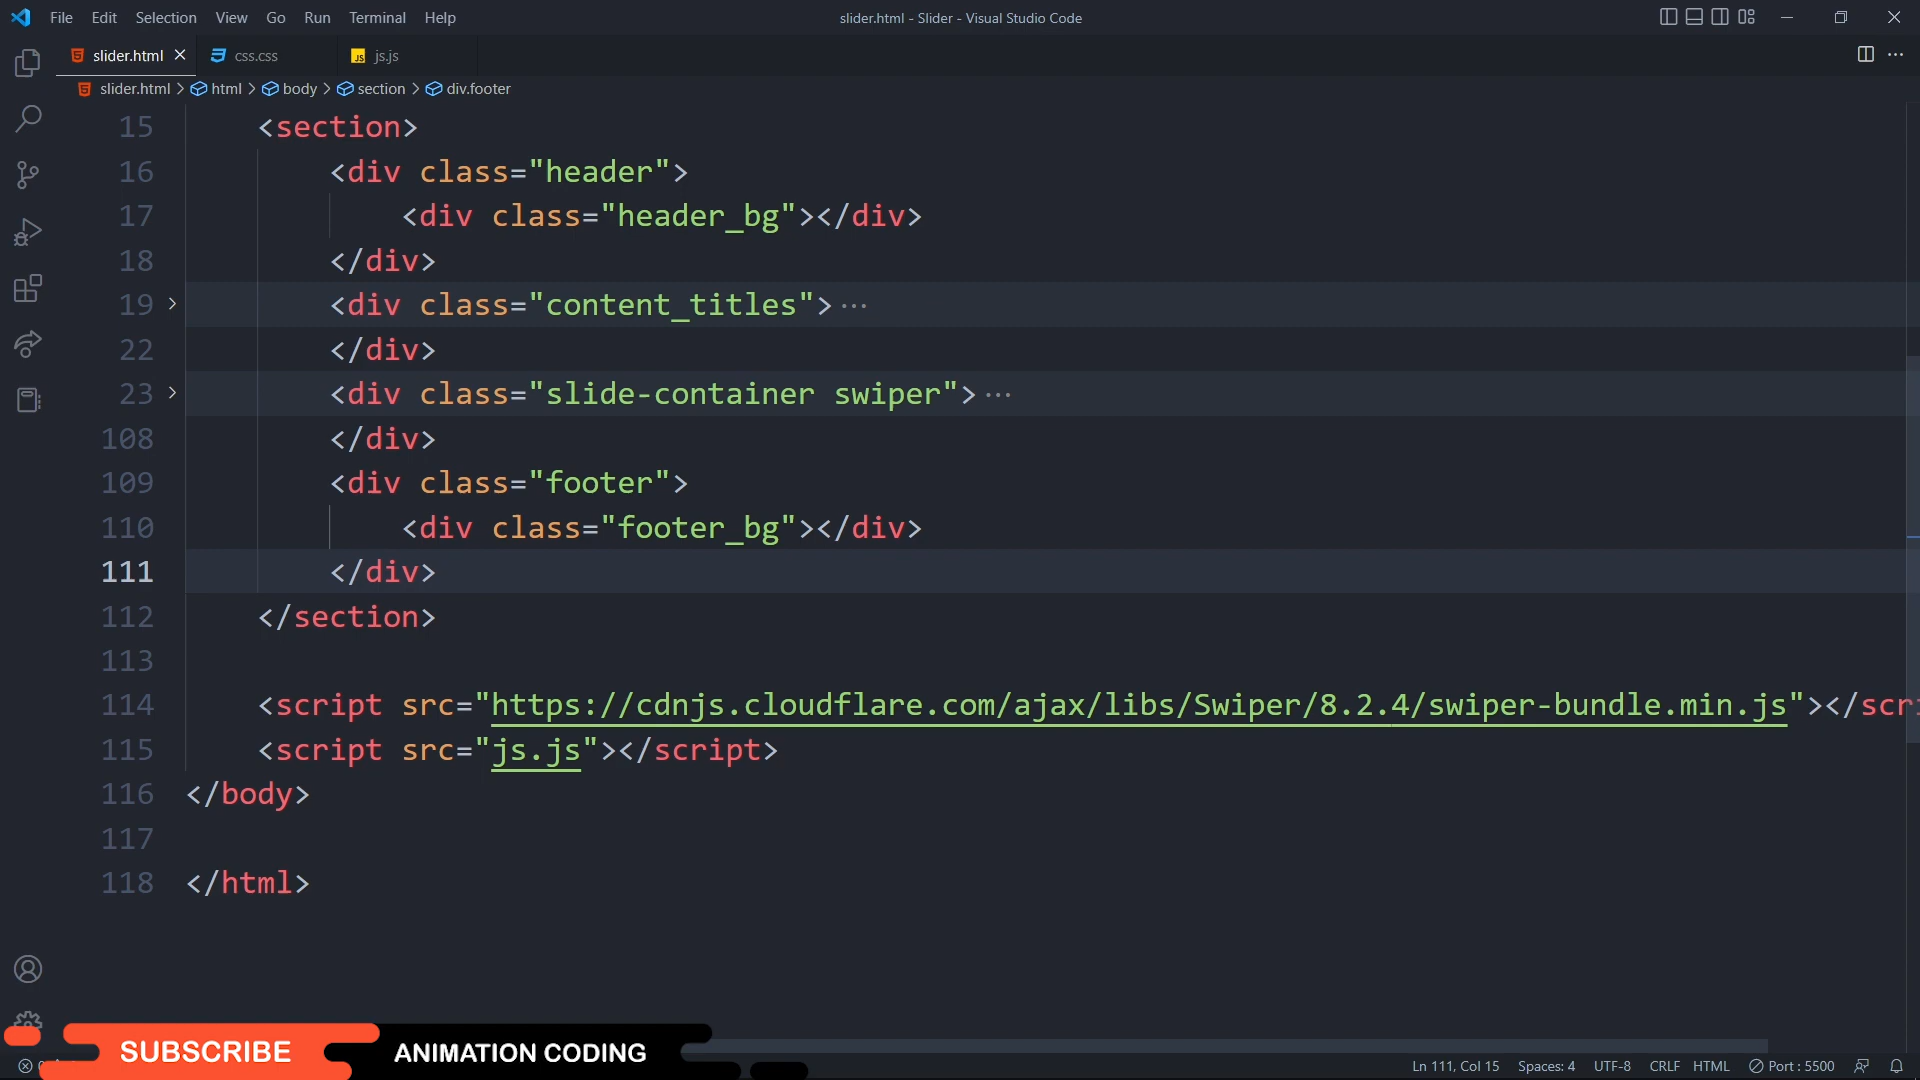 File Edit Selection View Go Run Terminal Help
slider.html - Slider - Visual Studio Code
slider.html css.css JS js.js
slider.html > html > body > section > div.footer
15 <section>
16 <div class="header">
17 <div class="header_bg"></div>
18 </div>
19 <div class="content_titles">···
22 </div>
23 <div class="slide-container swiper">···
108 </div>
109 <div class="footer">
110 <div class="footer_bg"></div>
111 </div>
112 </section>
113
114 <script src="https://cdnjs.cloudflare.com/ajax/libs/Swiper/8.2.4/swiper-bundle.min.js"></scri
115 <script src="js.js"></script>
116 </body>
117
118 </html>
SUBSCRIBE ANIMATION CODING
Ln 111, Col 15 Spaces: 4 UTF-8 CRLF HTML Port : 5500